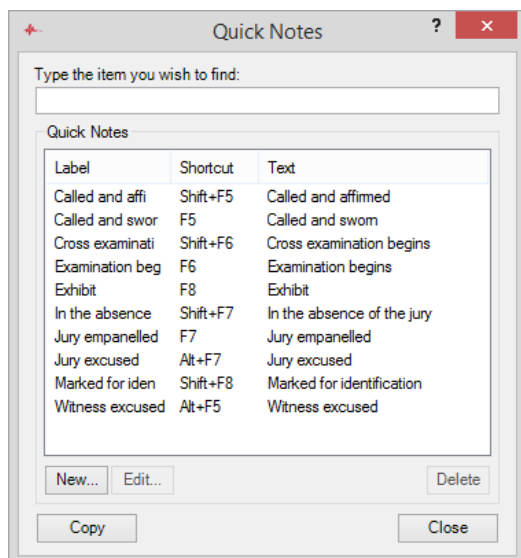 Quick Notes ? ×
Type the item you wish to find:
Quick Notes
Label Shortcut Text
Called and affi Shift+F5 Called and affirmed
Called and swor F5 Called and sworn
Cross examinati Shift+F6 Cross examination begins
Examination beg F6 Examination begins
Exhibit F8 Exhibit
In the absence Shift+F7 In the absence of the jury
Jury empanelled F7 Jury empanelled
Jury excused Alt+F7 Jury excused
Marked for iden Shift+F8 Marked for identification
Witness excused Alt+F5 Witness excused
New... Edit... Delete
Copy Close